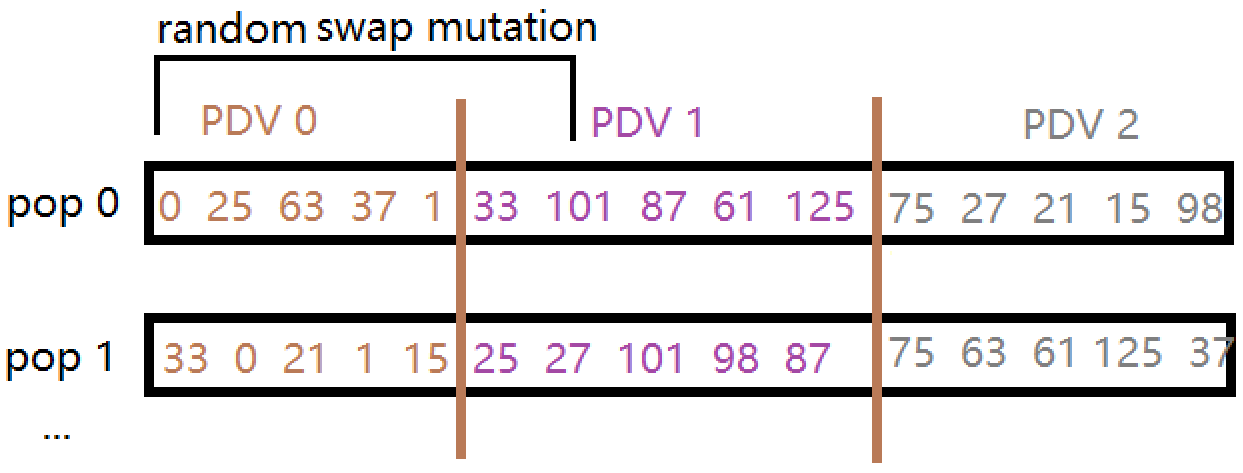 random swap mutation
PDV 0 PDV 1 PDV 2
pop 0 0 25 63 37 1 33 101 87 61 125 75 27 21 15 98
pop 1 33 0 21 1 15 25 27 101 98 87 75 63 61 125 37
...